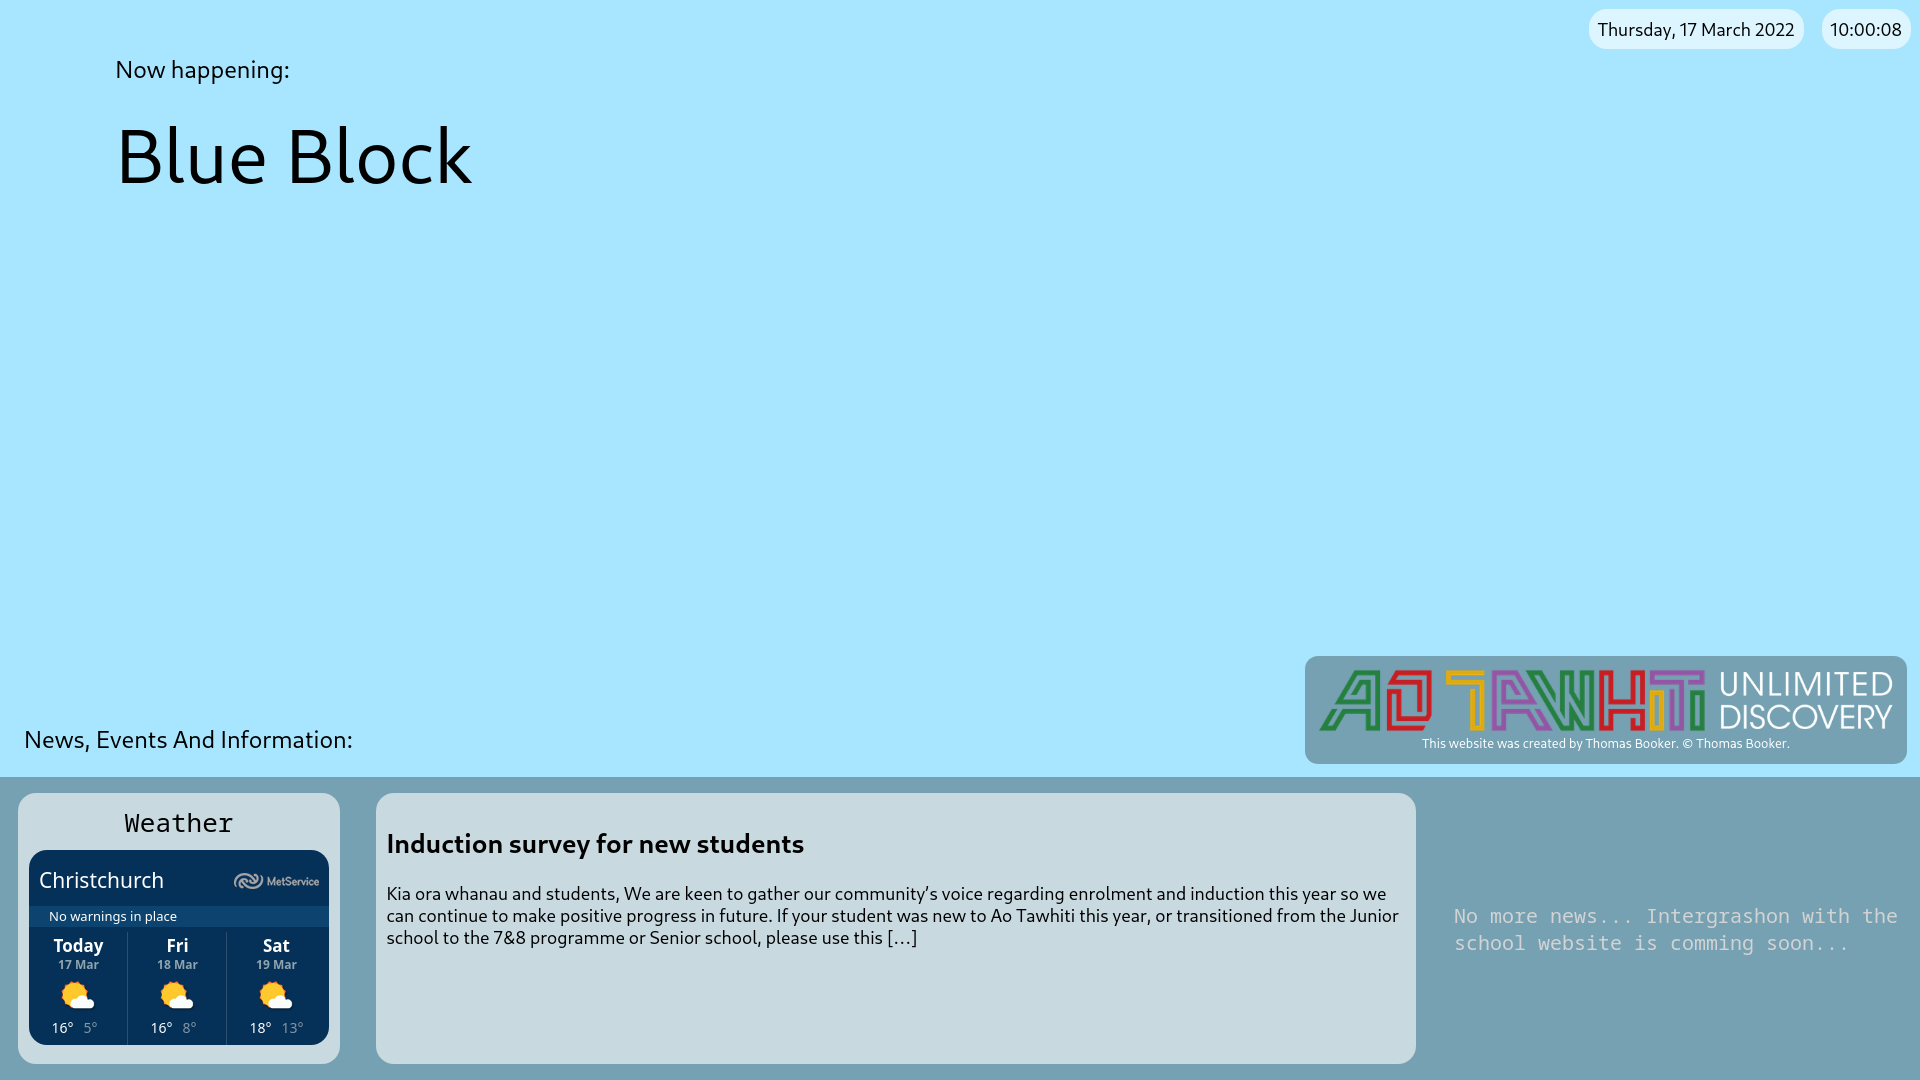 Thursday, 17 March 2022
10:00:08
Now happening:
Blue Block
AO TAWHITI UNLIMITED DISCOVERY
This website was created by Thomas Booker. © Thomas Booker.
News, Events And Information:
Weather
Christchurch
MetService
No warnings in place
Today Fri Sat
17 Mar 18 Mar 19 Mar
16° 5° 16° 8° 18° 13°
Induction survey for new students
Kia ora whanau and students, We are keen to gather our community’s voice regarding enrolment and induction this year so we
can continue to make positive progress in future. If your student was new to Ao Tawhiti this year, or transitioned from the Junior
school to the 7&8 programme or Senior school, please use this […]
No more news... Intergrashon with the
school website is comming soon...